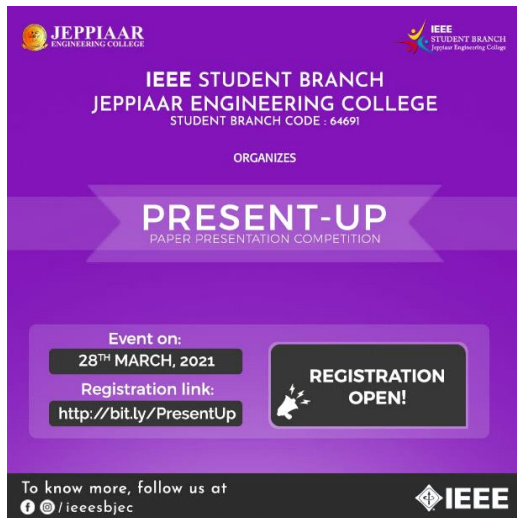 JEPPIAAR
ENGINEERING COLLEGE
IEEE
STUDENT BRANCH
Jeppiaar Engineering College
IEEE STUDENT BRANCH
JEPPIAAR ENGINEERING COLLEGE
STUDENT BRANCH CODE : 64691
ORGANIZES
PRESENT-UP
PAPER PRESENTATION COMPETITION
Event on:
28TH MARCH, 2021
Registration link:
http://bit.ly/PresentUp
REGISTRATION
OPEN!
To know more, follow us at
/ieeesbjec
IEEE